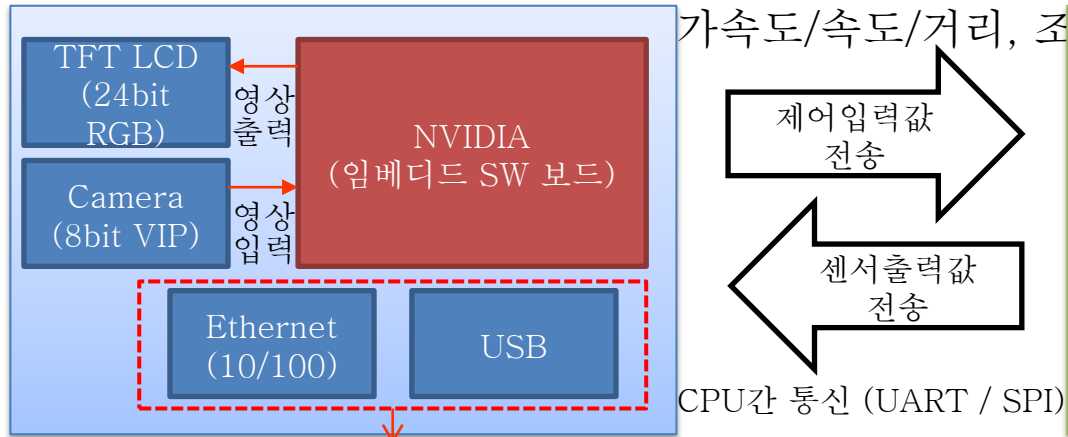 TFT LCD
(24bit
RGB)
영상
출력
NVIDIA
(임베디드 SW 보드)
Camera
(8bit VIP)
영상
입력
Ethernet
(10/100)
USB
가속도/속도/거리, 조
제어입력값
전송
센서출력값
전송
CPU간 통신 (UART / SPI)